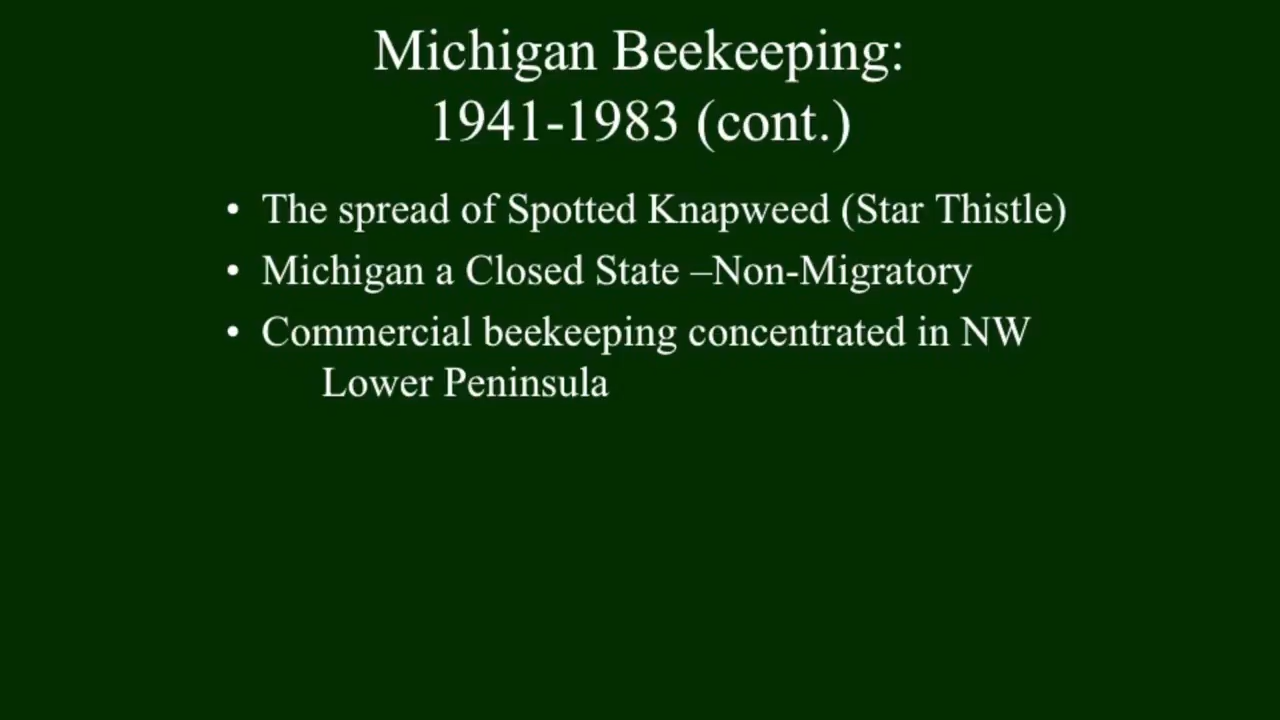 Michigan Beekeeping:
1941-1983 (cont.)
• The spread of Spotted Knapweed (Star Thistle)
• Michigan a Closed State –Non-Migratory
• Commercial beekeeping concentrated in NW
Lower Peninsula